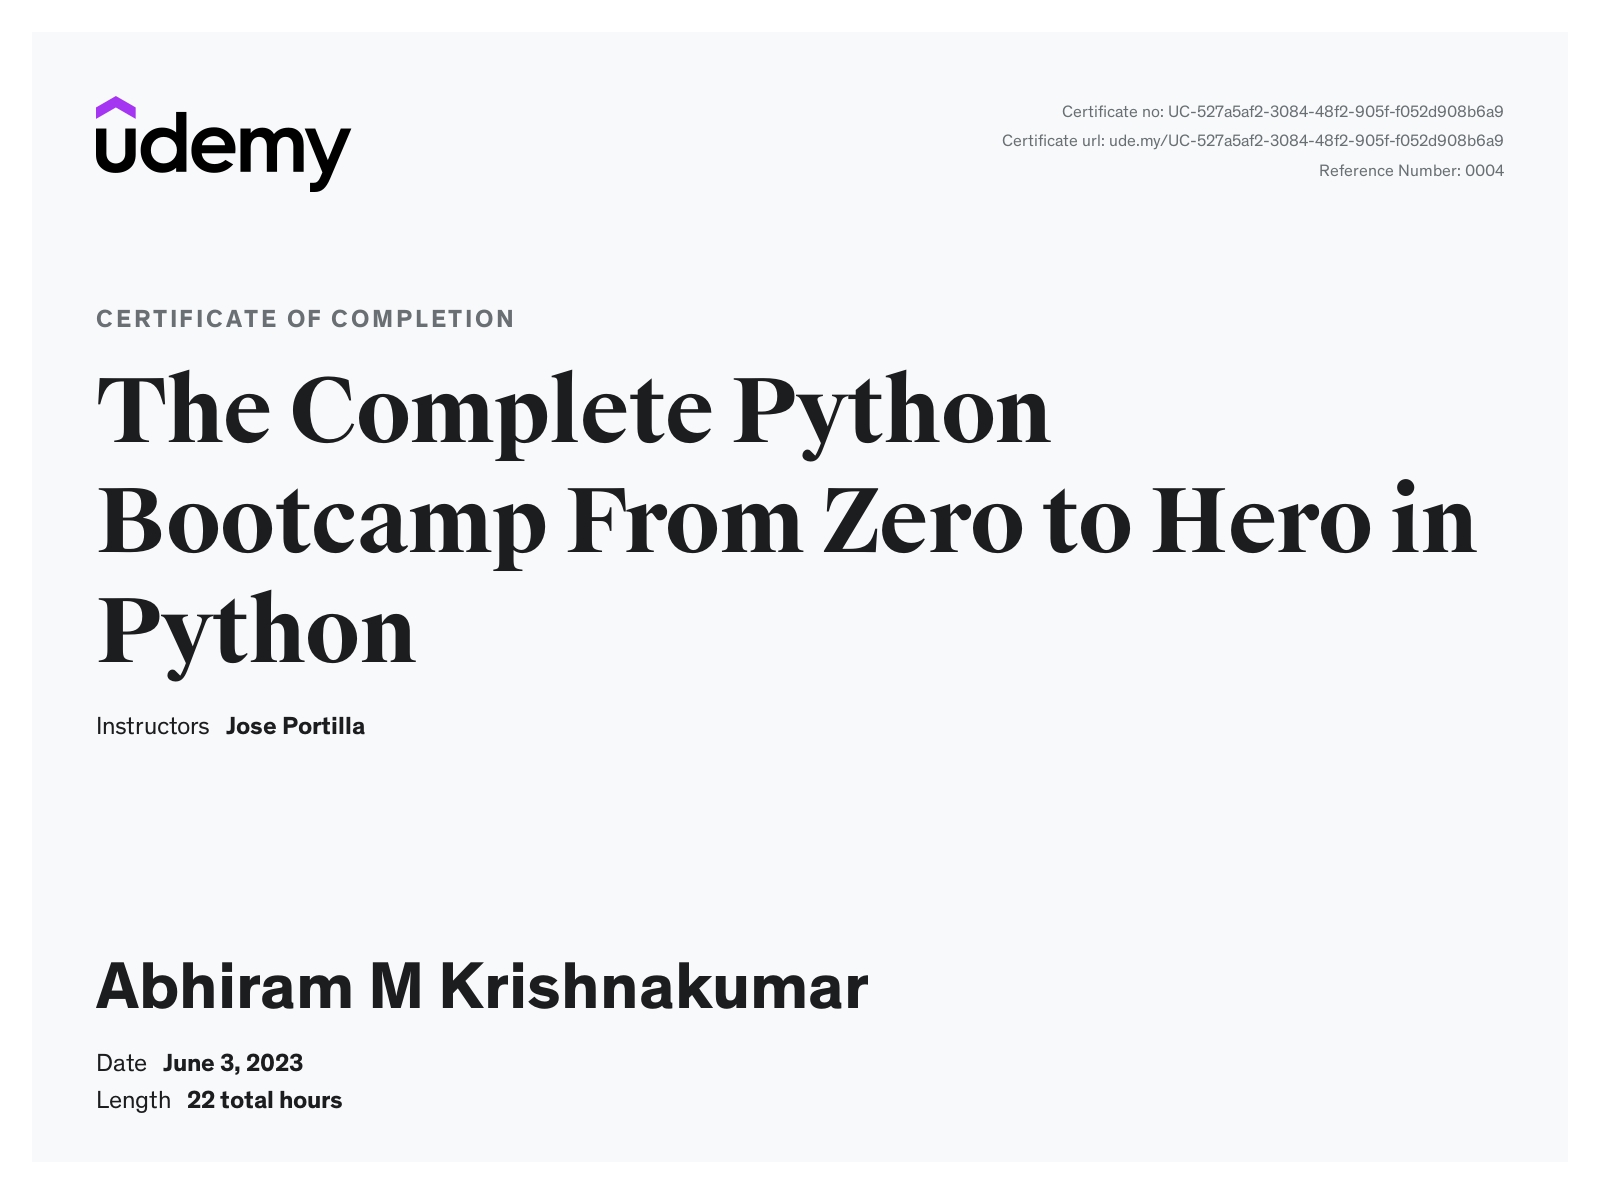 udemy
Certificate no: UC-527a5af2-3084-48f2-905f-f052d908b6a9
Certificate url: ude.my/UC-527a5af2-3084-48f2-905f-f052d908b6a9
Reference Number: 0004
CERTIFICATE OF COMPLETION
The Complete Python
Bootcamp From Zero to Hero in
Python
Instructors Jose Portilla
Abhiram M Krishnakumar
Date June 3, 2023
Length 22 total hours